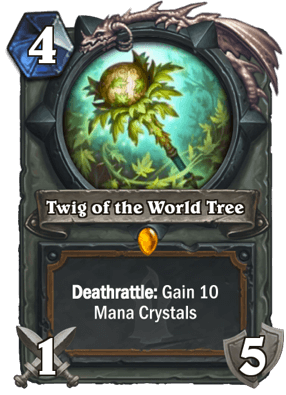 4
Twig of the World Tree
Deathrattle: Gain 10
Mana Crystals
1
5